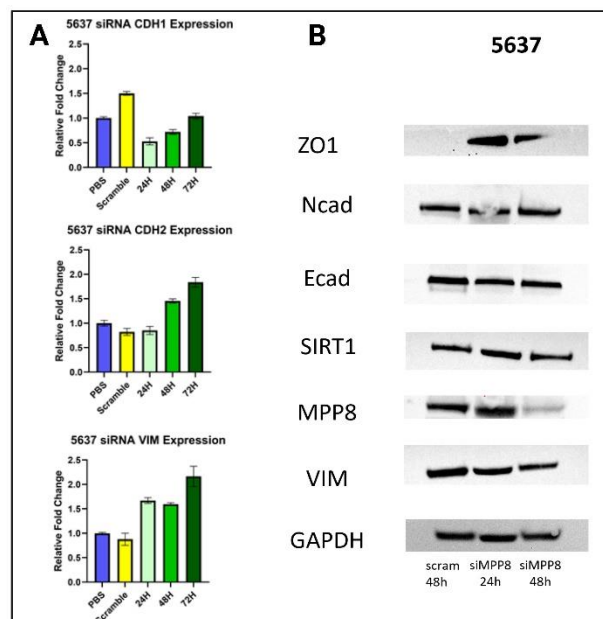 A
5637 siRNA CDH1 Expression
Relative Fold Change
2.5
2.0
1.5
1.0
0.5
0.0
PBS
Scramble
24H
48H
72H
5637 siRNA CDH2 Expression
Relative Fold Change
2.5
2.0
1.5
1.0
0.5
0.0
PBS
Scramble
24H
48H
72H
5637 siRNA VIM Expression
Relative Fold Change
2.5
2.0
1.5
1.0
0.5
0.0
PBS
Scramble
24H
48H
72H
B
5637
ZO1
Ncad
Ecad
SIRT1
MPP8
VIM
GAPDH
scram siMPP8 siMPP8
48h 24h 48h